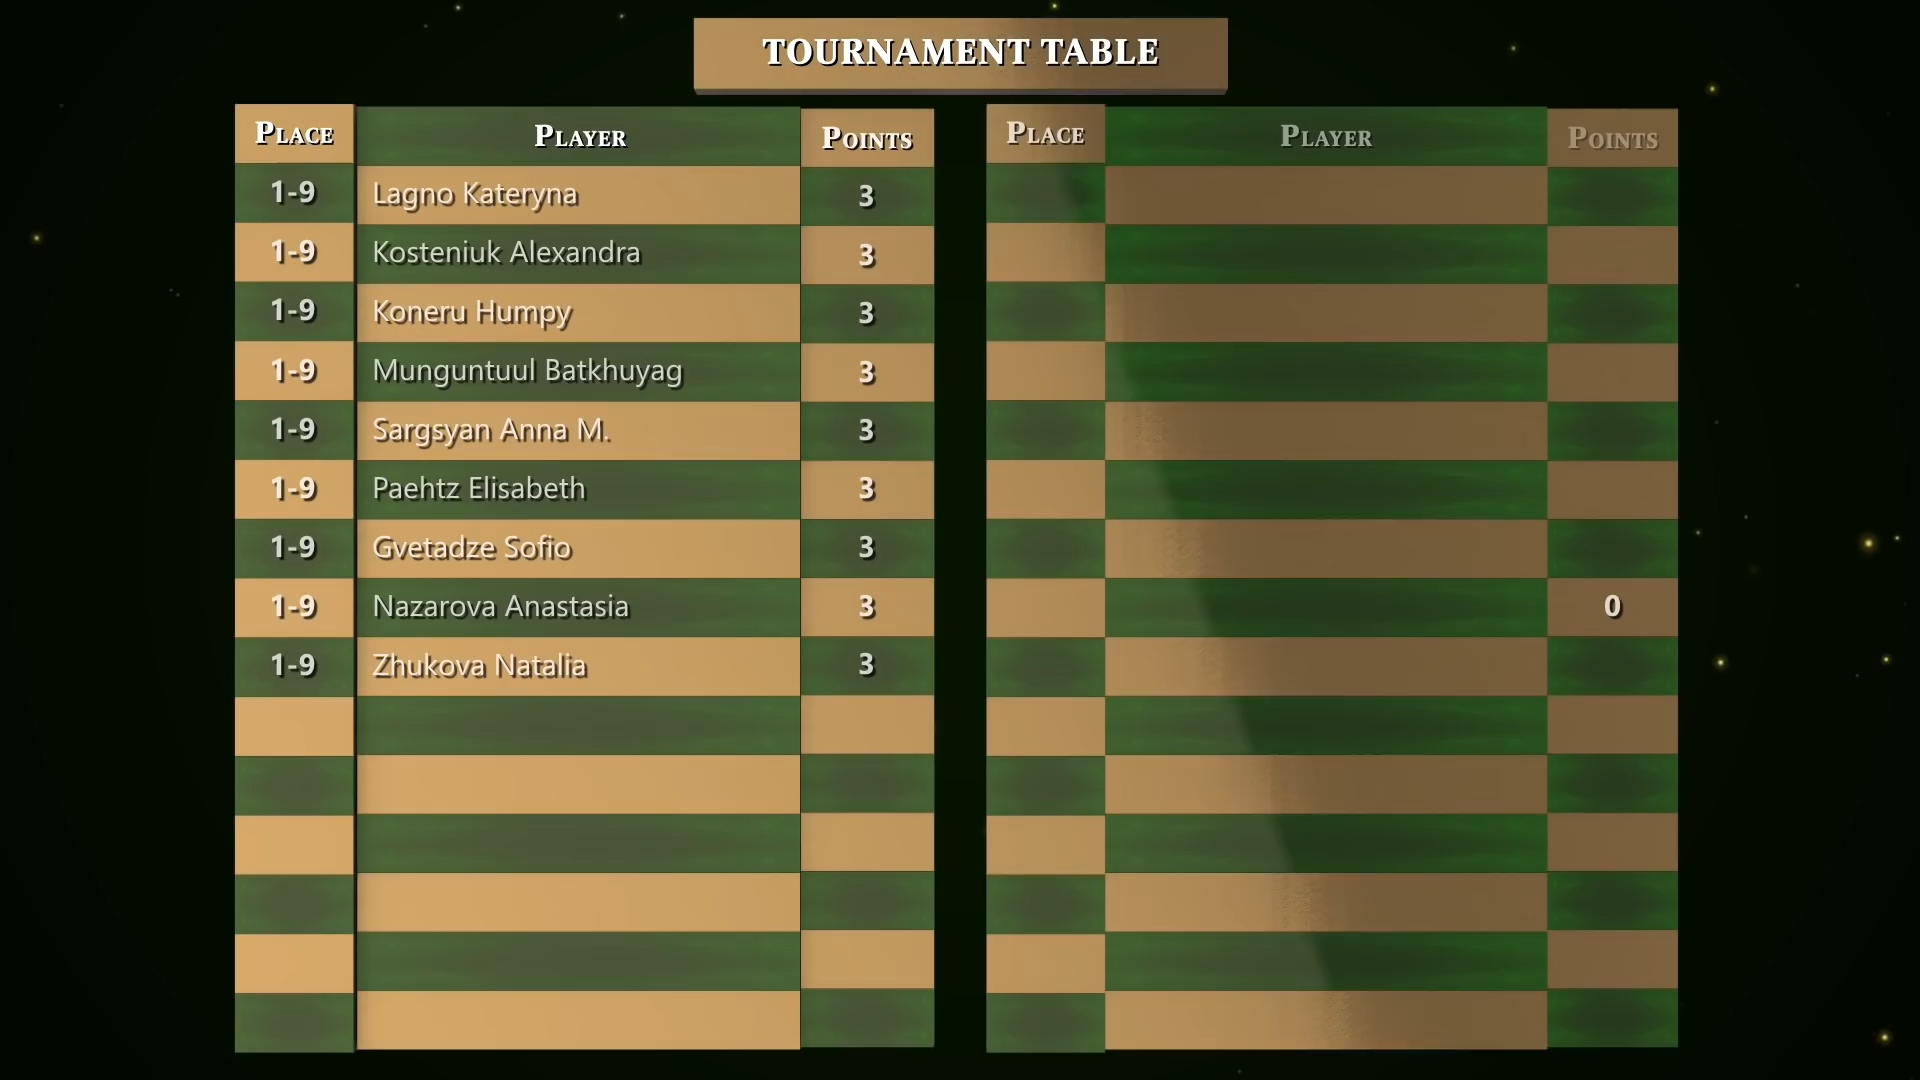 TOURNAMENT TABLE
PLACE PLAYER POINTS
1-9 Lagno Kateryna 3
1-9 Kosteniuk Alexandra 3
1-9 Koneru Humpy 3
1-9 Munguntuul Batkhuyag 3
1-9 Sargsyan Anna M. 3
1-9 Paehtz Elisabeth 3
1-9 Gvetadze Sofio 3
1-9 Nazarova Anastasia 3
1-9 Zhukova Natalia 3
PLACE PLAYER POINTS
0